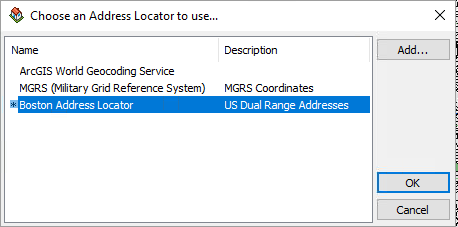 Choose an Address Locator to use...
Name Description
Add...
ArcGIS World Geocoding Service
MGRS (Military Grid Reference System) MGRS Coordinates
Boston Address Locator US Dual Range Addresses
OK
Cancel